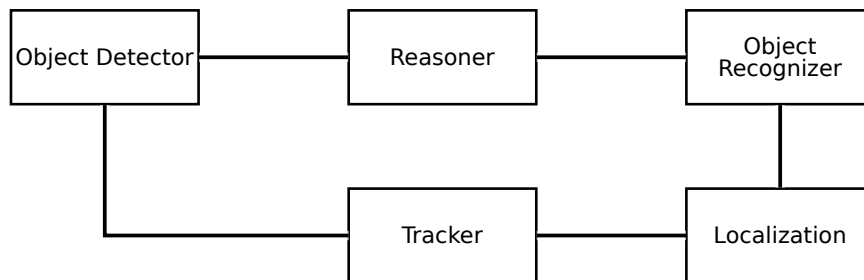 Object Detector
Reasoner
Object
Recognizer
Tracker
Localization